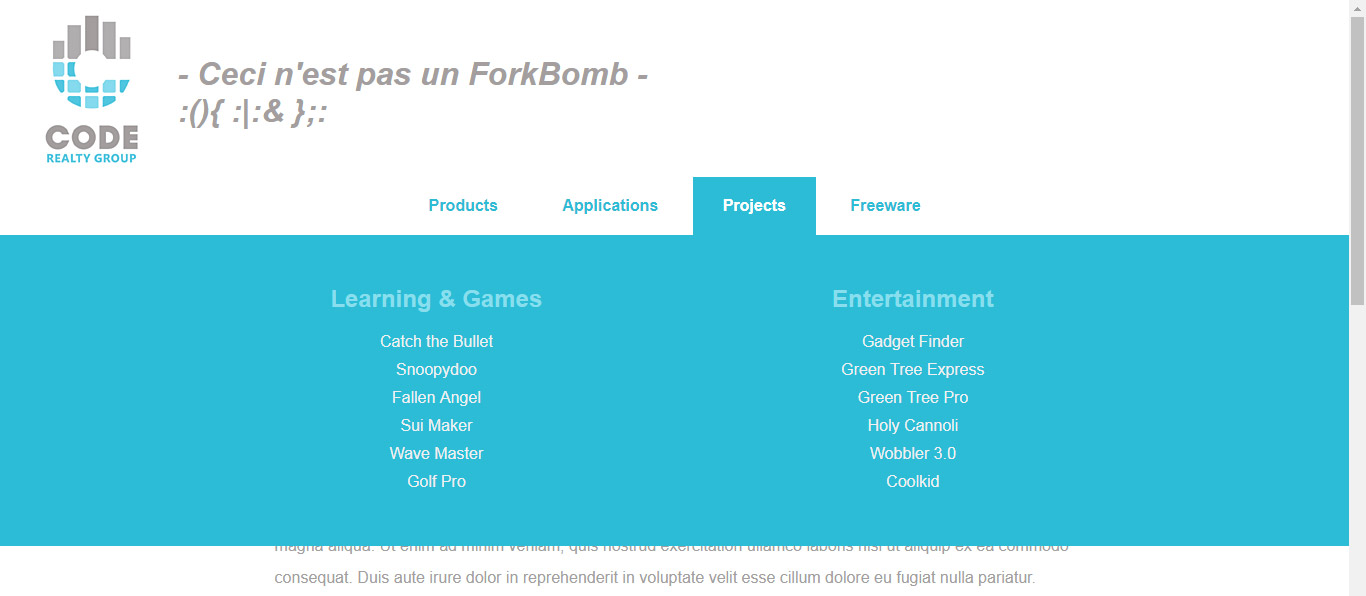 CODE
REALTY GROUP
- Ceci n'est pas un ForkBomb -
:(){ :|:& };:
Products Applications Projects Freeware
Learning & Games
Catch the Bullet
Snoopydoo
Fallen Angel
Sui Maker
Wave Master
Golf Pro
Entertainment
Gadget Finder
Green Tree Express
Green Tree Pro
Holy Cannoli
Wobbler 3.0
Coolkid
magna aliqua. Ut enim ad minim veniam, quis nostrud exercitation ullamco laboris nisi ut aliquip ex ea commodo
consequat. Duis aute irure dolor in reprehenderit in voluptate velit esse cillum dolore eu fugiat nulla pariatur.